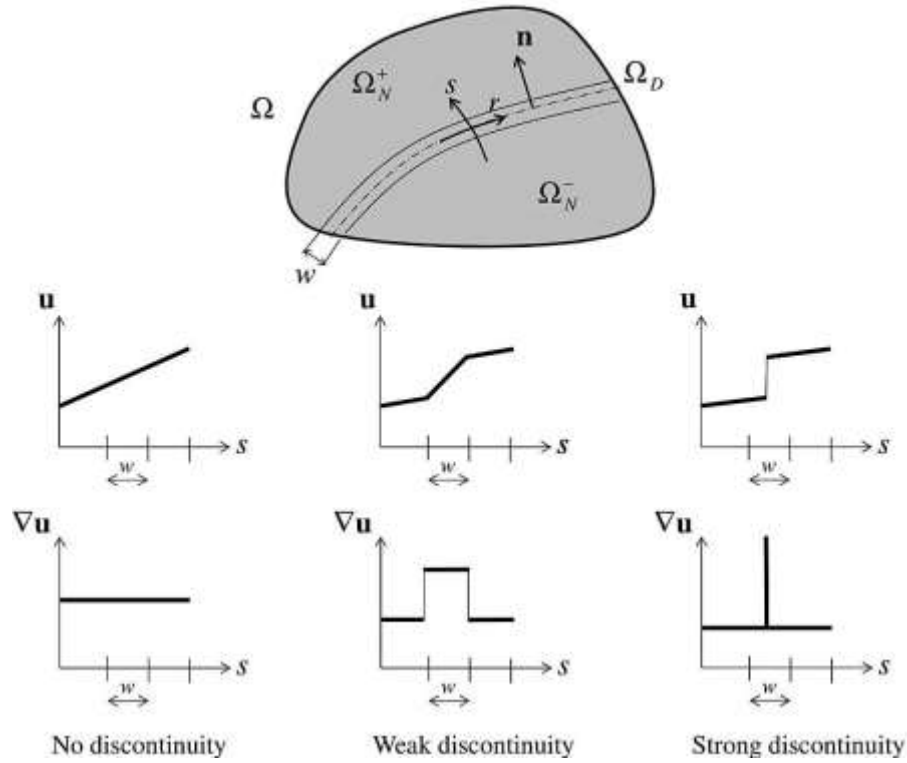 n
Ω_N^+
s
Ω_D
Ω
r
Ω_N^-
w
u u u
s s s
w w w
∇u ∇u ∇u
s s s
w w w
No discontinuity Weak discontinuity Strong discontinuity